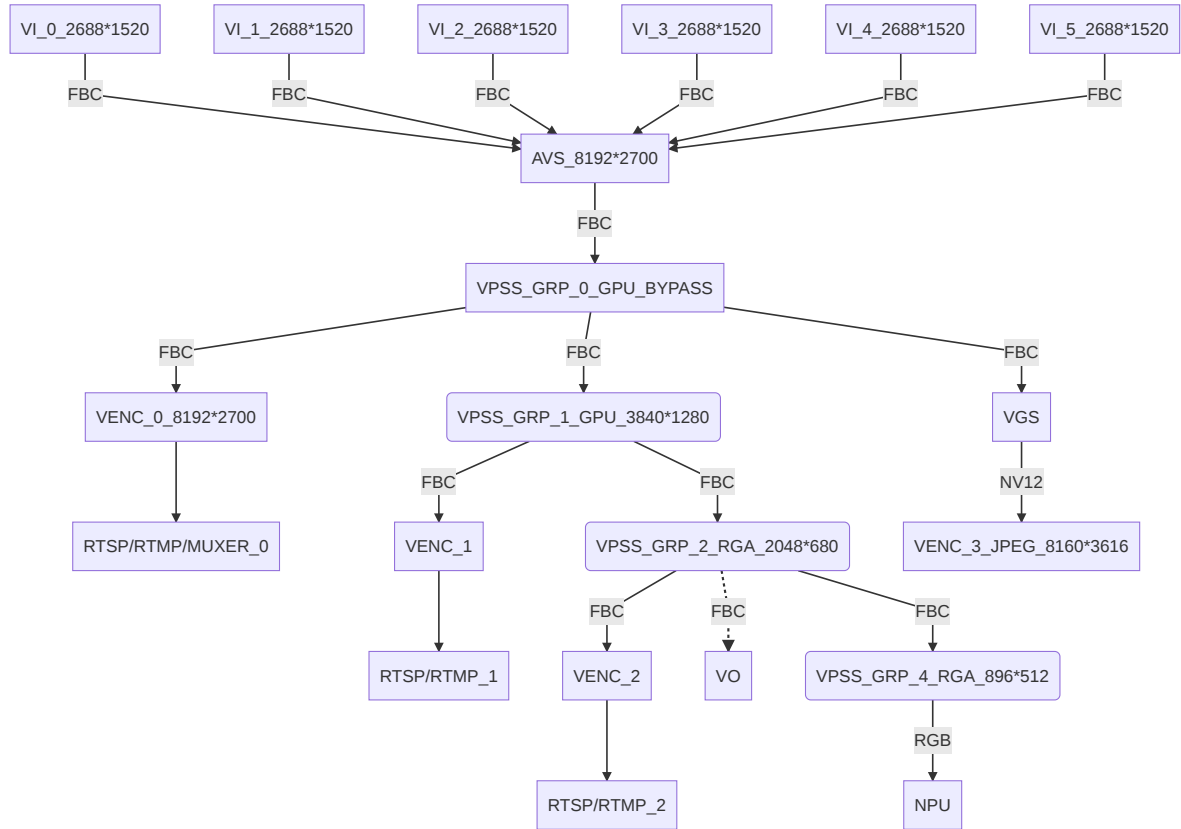 VI_0_2688*1520
VI_1_2688*1520
VI_2_2688*1520
VI_3_2688*1520
VI_4_2688*1520
VI_5_2688*1520
FBC
FBC
FBC
FBC
FBC
FBC
AVS_8192*2700
FBC
VPSS_GRP_0_GPU_BYPASS
FBC
FBC
FBC
VENC_0_8192*2700
VPSS_GRP_1_GPU_3840*1280
VGS
FBC
FBC
NV12
RTSP/RTMP/MUXER_0
VENC_1
VPSS_GRP_2_RGA_2048*680
VENC_3_JPEG_8160*3616
FBC
FBC
FBC
RTSP/RTMP_1
VENC_2
VO
VPSS_GRP_4_RGA_896*512
RGB
RTSP/RTMP_2
NPU